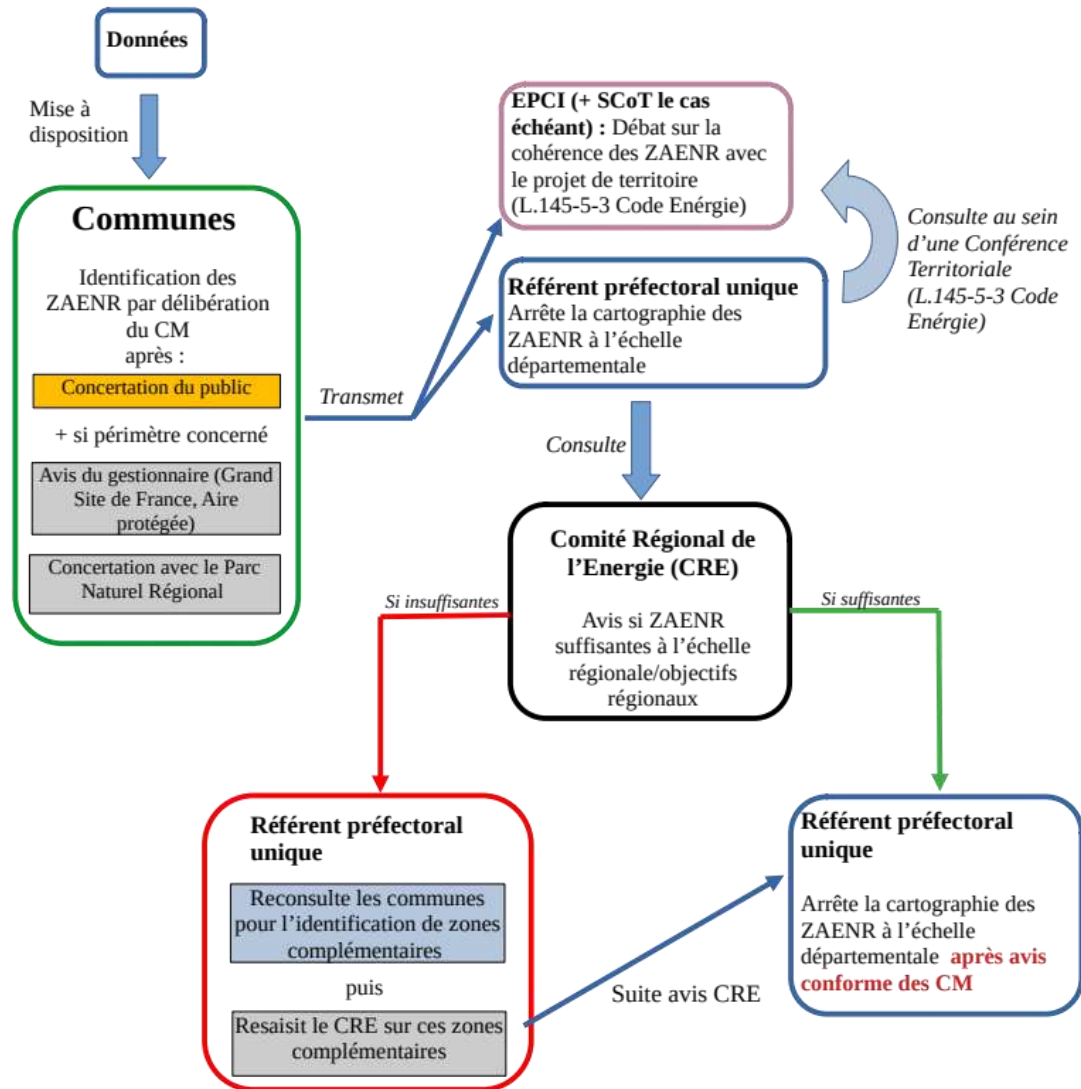 Données
Mise à
disposition
Communes
Identification des
ZAENR par délibération
du CM
après :
Concertation du public
+ si périmètre concerné
Avis du gestionnaire (Grand
Site de France, Aire
protégée)
Concertation avec le Parc
Naturel Régional
Transmet
EPCI (+ SCoT le cas
échéant) : Débat sur la
cohérence des ZAENR avec
le projet de territoire
(L.145-5-3 Code Enérgie)
Consulte au sein
d'une Conférence
Territoriale
(L.145-5-3 Code
Enérgie)
Référent préfectoral unique
Arrête la cartographie des
ZAENR à l'échelle
départementale
Consulte
Comité Régional de
l'Energie (CRE)
Avis si ZAENR
suffisantes à l'échelle
régionale/objectifs
régionaux
Si insuffisantes
Si suffisantes
Référent préfectoral
unique
Reconsulte les communes
pour l'identification de zones
complémentaires
puis
Resaisit le CRE sur ces zones
complémentaires
Suite avis CRE
Référent préfectoral
unique
Arrête la cartographie des
ZAENR à l'échelle
départementale après avis
conforme des CM